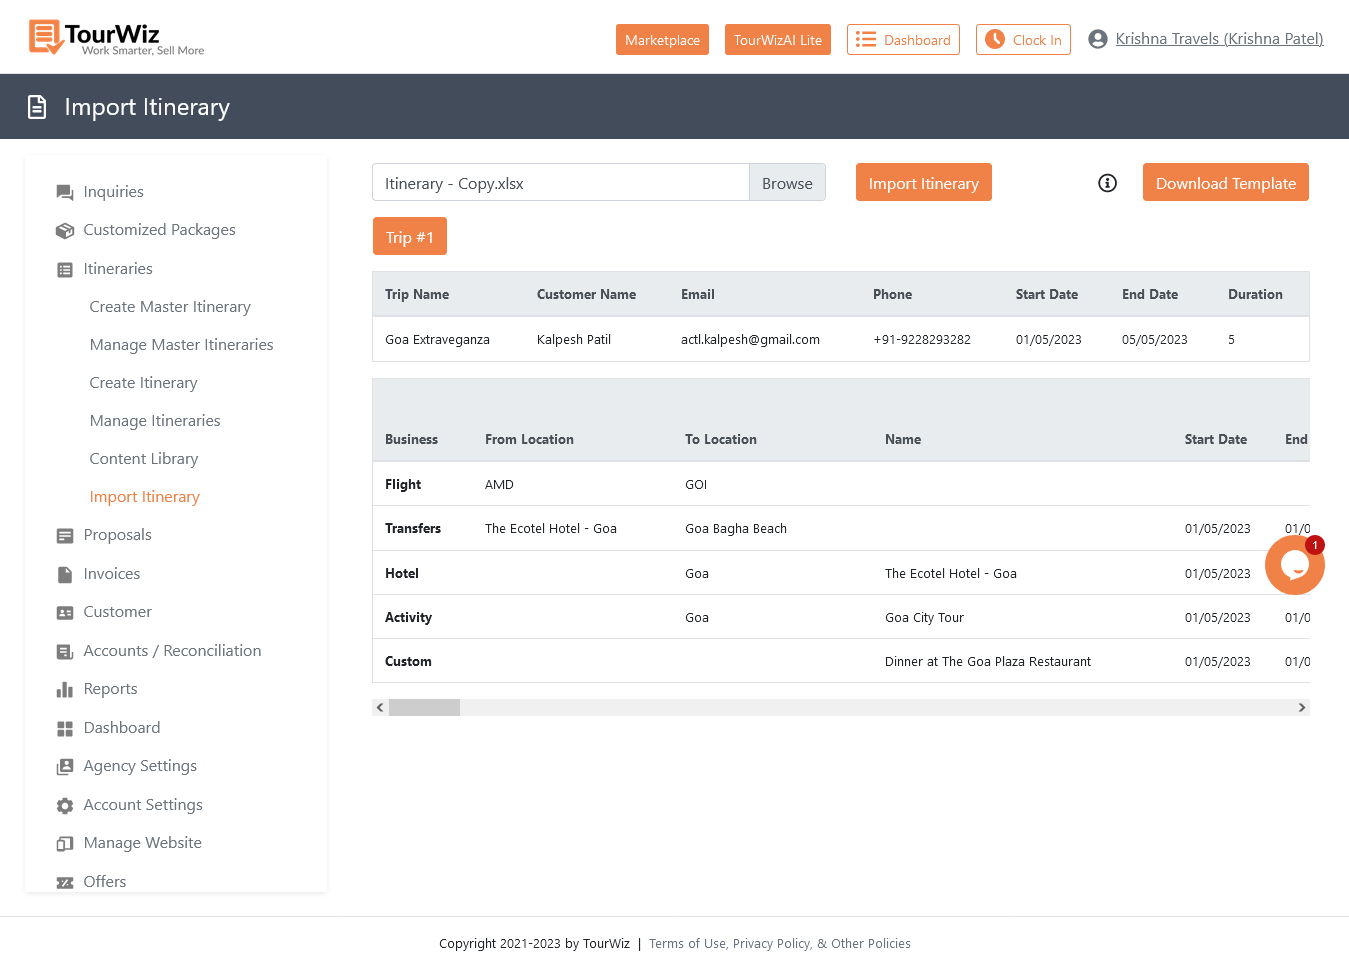 TourWiz
Work Smarter, Sell More
Marketplace
TourWizAI Lite
Dashboard
Clock In
Krishna Travels (Krishna Patel)
Import Itinerary
Inquiries
Customized Packages
Itineraries
Create Master Itinerary
Manage Master Itineraries
Create Itinerary
Manage Itineraries
Content Library
Import Itinerary
Proposals
Invoices
Customer
Accounts / Reconciliation
Reports
Dashboard
Agency Settings
Account Settings
Manage Website
Offers
Itinerary - Copy.xlsx Browse Import Itinerary Download Template
Trip #1
Trip Name Customer Name Email Phone Start Date End Date Duration
Goa Extraveganza Kalpesh Patil actl.kalpesh@gmail.com +91-9228293282 01/05/2023 05/05/2023 5
Business From Location To Location Name Start Date End
Flight AMD GOI
Transfers The Ecotel Hotel - Goa Goa Bagha Beach 01/05/2023 01/0
Hotel Goa The Ecotel Hotel - Goa 01/05/2023
Activity Goa Goa City Tour 01/05/2023 01/0
Custom Dinner at The Goa Plaza Restaurant 01/05/2023 01/0
1
Copyright 2021-2023 by TourWiz | Terms of Use, Privacy Policy, & Other Policies